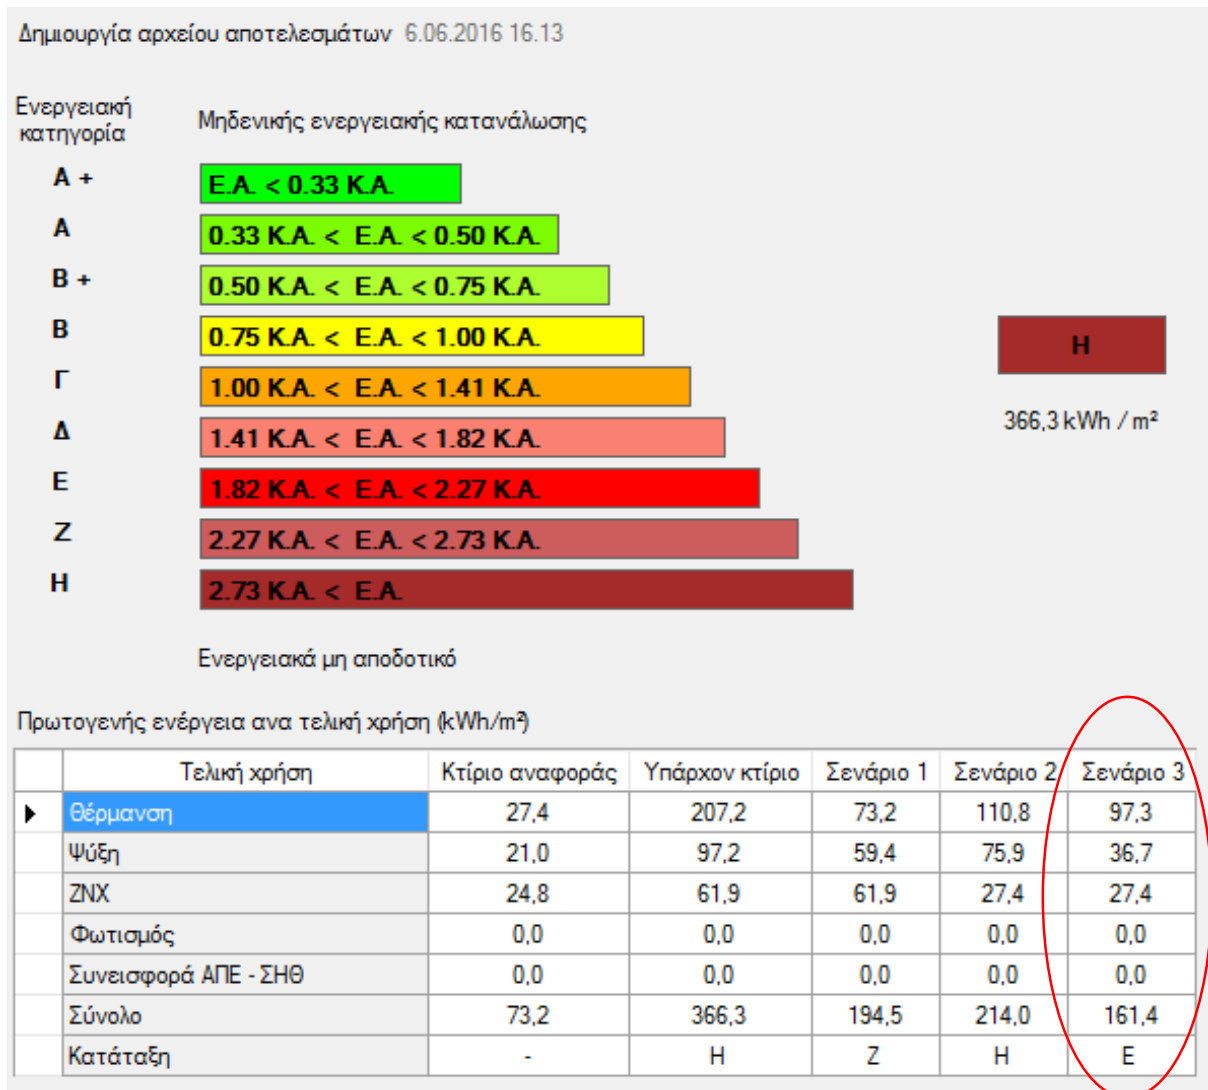 Δημιουργία αρχείου αποτελεσμάτων 6.06.2016 16.13
Ενεργειακή
κατηγορία
Μηδενικής ενεργειακής κατανάλωσης
A + E.A. < 0.33 K.A.
A 0.33 K.A. < E.A. < 0.50 K.A.
B + 0.50 K.A. < E.A. < 0.75 K.A.
B 0.75 K.A. < E.A. < 1.00 K.A.
Γ 1.00 K.A. < E.A. < 1.41 K.A.
Δ 1.41 K.A. < E.A. < 1.82 K.A.
E 1.82 K.A. < E.A. < 2.27 K.A.
Z 2.27 K.A. < E.A. < 2.73 K.A.
H 2.73 K.A. < E.A.
H
366,3 kWh / m²
Ενεργειακά μη αποδοτικό
Πρωτογενής ενέργεια ανα τελική χρήση (kWh/m²)
Τελική χρήση Κτίριο αναφοράς Υπάρχον κτίριο Σενάριο 1 Σενάριο 2 Σενάριο 3
Θέρμανση 27,4 207,2 73,2 110,8 97,3
Ψύξη 21,0 97,2 59,4 75,9 36,7
ΖΝΧ 24,8 61,9 61,9 27,4 27,4
Φωτισμός 0,0 0,0 0,0 0,0 0,0
Συνεισφορά ΑΠΕ - ΣΗΘ 0,0 0,0 0,0 0,0 0,0
Σύνολο 73,2 366,3 194,5 214,0 161,4
Κατάταξη - H Z H E